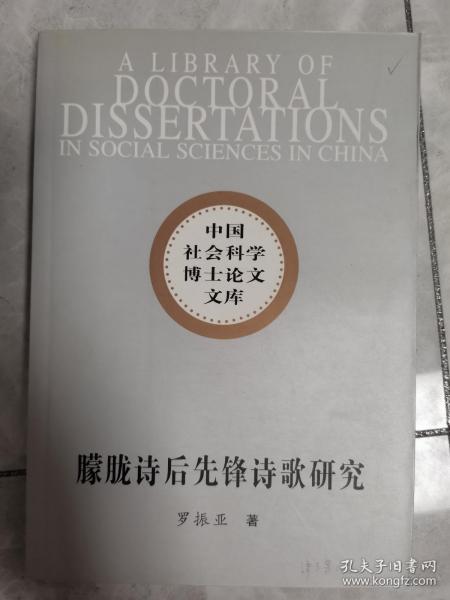 A LIBRARY OF
DOCTORAL
DISSERTATIONS
IN SOCIAL SCIENCES IN CHINA
中国
社会科学
博士论文
文库
朦胧诗后先锋诗歌研究
罗振亚 著
孔夫子旧书网
www.kongfz.com